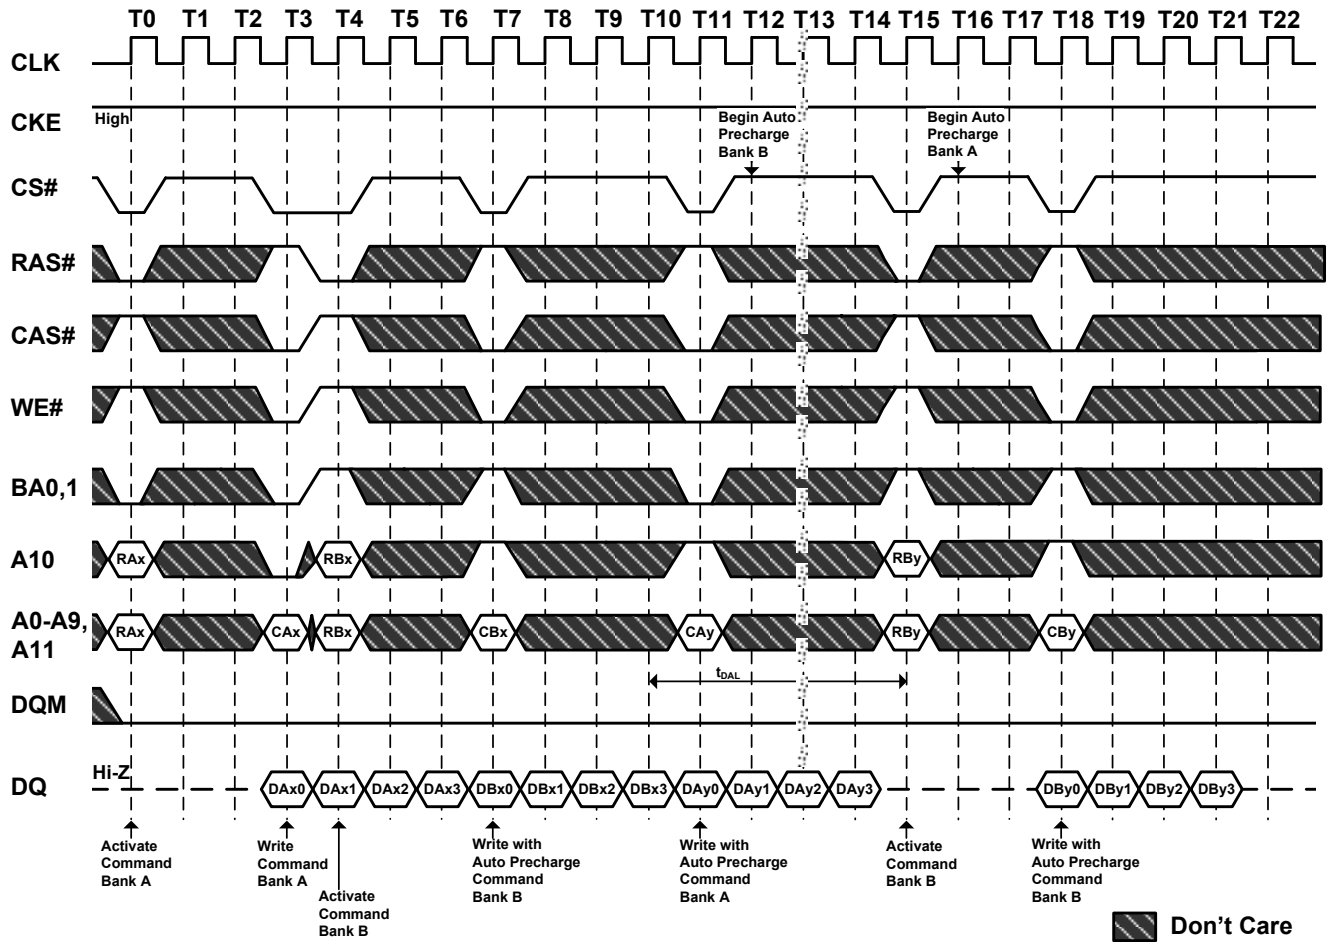 T0 T1 T2 T3 T4 T5 T6 T7 T8 T9 T10 T11 T12 T13 T14 T15 T16 T17 T18 T19 T20 T21 T22
CLK
CKE
High
Begin Auto
Precharge
Bank B
Begin Auto
Precharge
Bank A
CS#
RAS#
CAS#
WE#
BA0,1
A10
RAx RBx RBy
A0-A9,
A11
RAx CAx RBx CBx CAy RBy CBy
tDAL
DQM
DQ
Hi-Z
DAx0 DAx1 DAx2 DAx3 DBx0 DBx1 DBx2 DBx3 DAy0 DAy1 DAy2 DAy3 DBy0 DBy1 DBy2 DBy3
Activate
Command
Bank A
Write
Command
Bank A
Activate
Command
Bank B
Write with
Auto Precharge
Command
Bank B
Write with
Auto Precharge
Command
Bank A
Activate
Command
Bank B
Write with
Auto Precharge
Command
Bank B
Don't Care